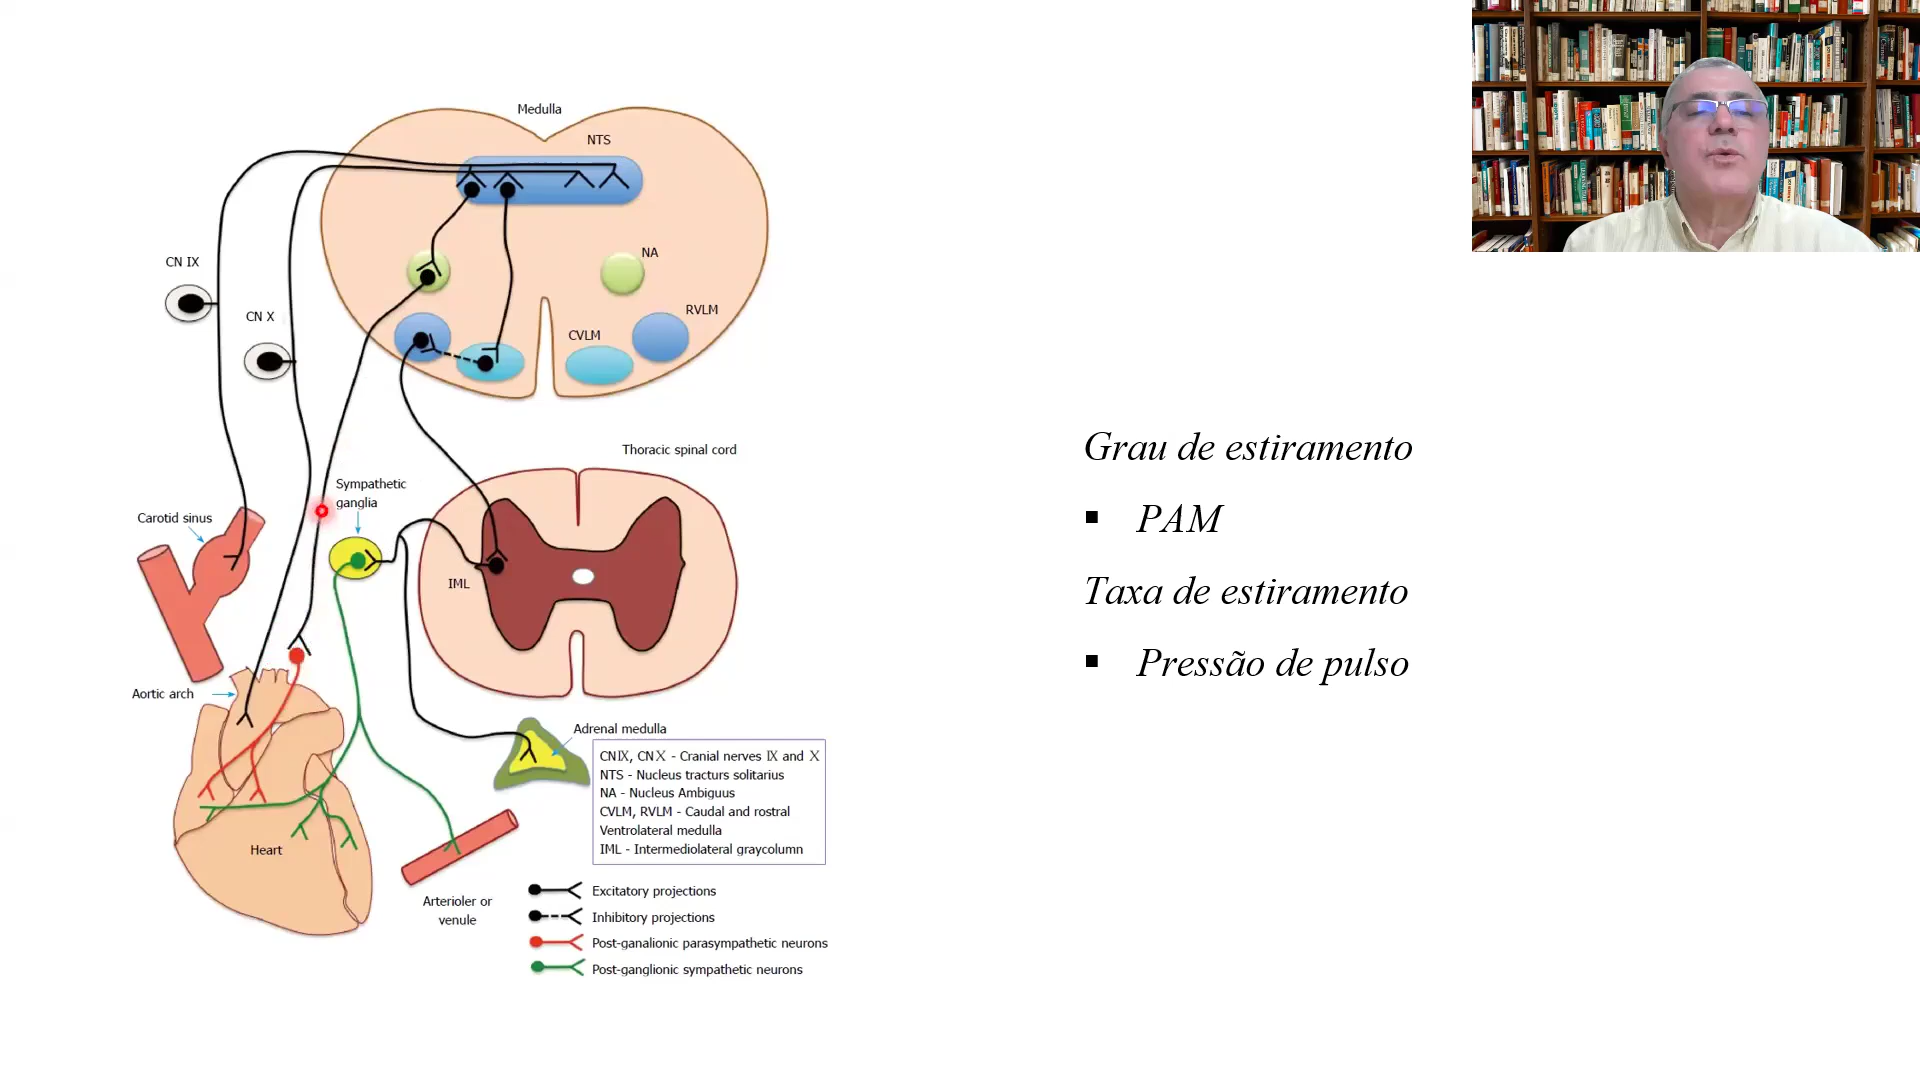 Medulla
NTS
CN IX
NA
CN X
RVLM
CVLM
Thoracic spinal cord
Sympathetic
ganglia
Carotid sinus
IML
Aortic arch
Adrenal medulla
CNⅨ, CNⅩ - Cranial nerves Ⅸ and Ⅹ
NTS - Nucleus tracturs solitarius
NA - Nucleus Ambiguus
CVLM, RVLM - Caudal and rostral
Ventrolateral medulla
IML - Intermediolateral graycolumn
Heart
Arterioler or
venule
Excitatory projections
Inhibitory projections
Post-ganalionic parasympathetic neurons
Post-ganglionic sympathetic neurons
Grau de estiramento
▪ PAM
Taxa de estiramento
▪ Pressão de pulso